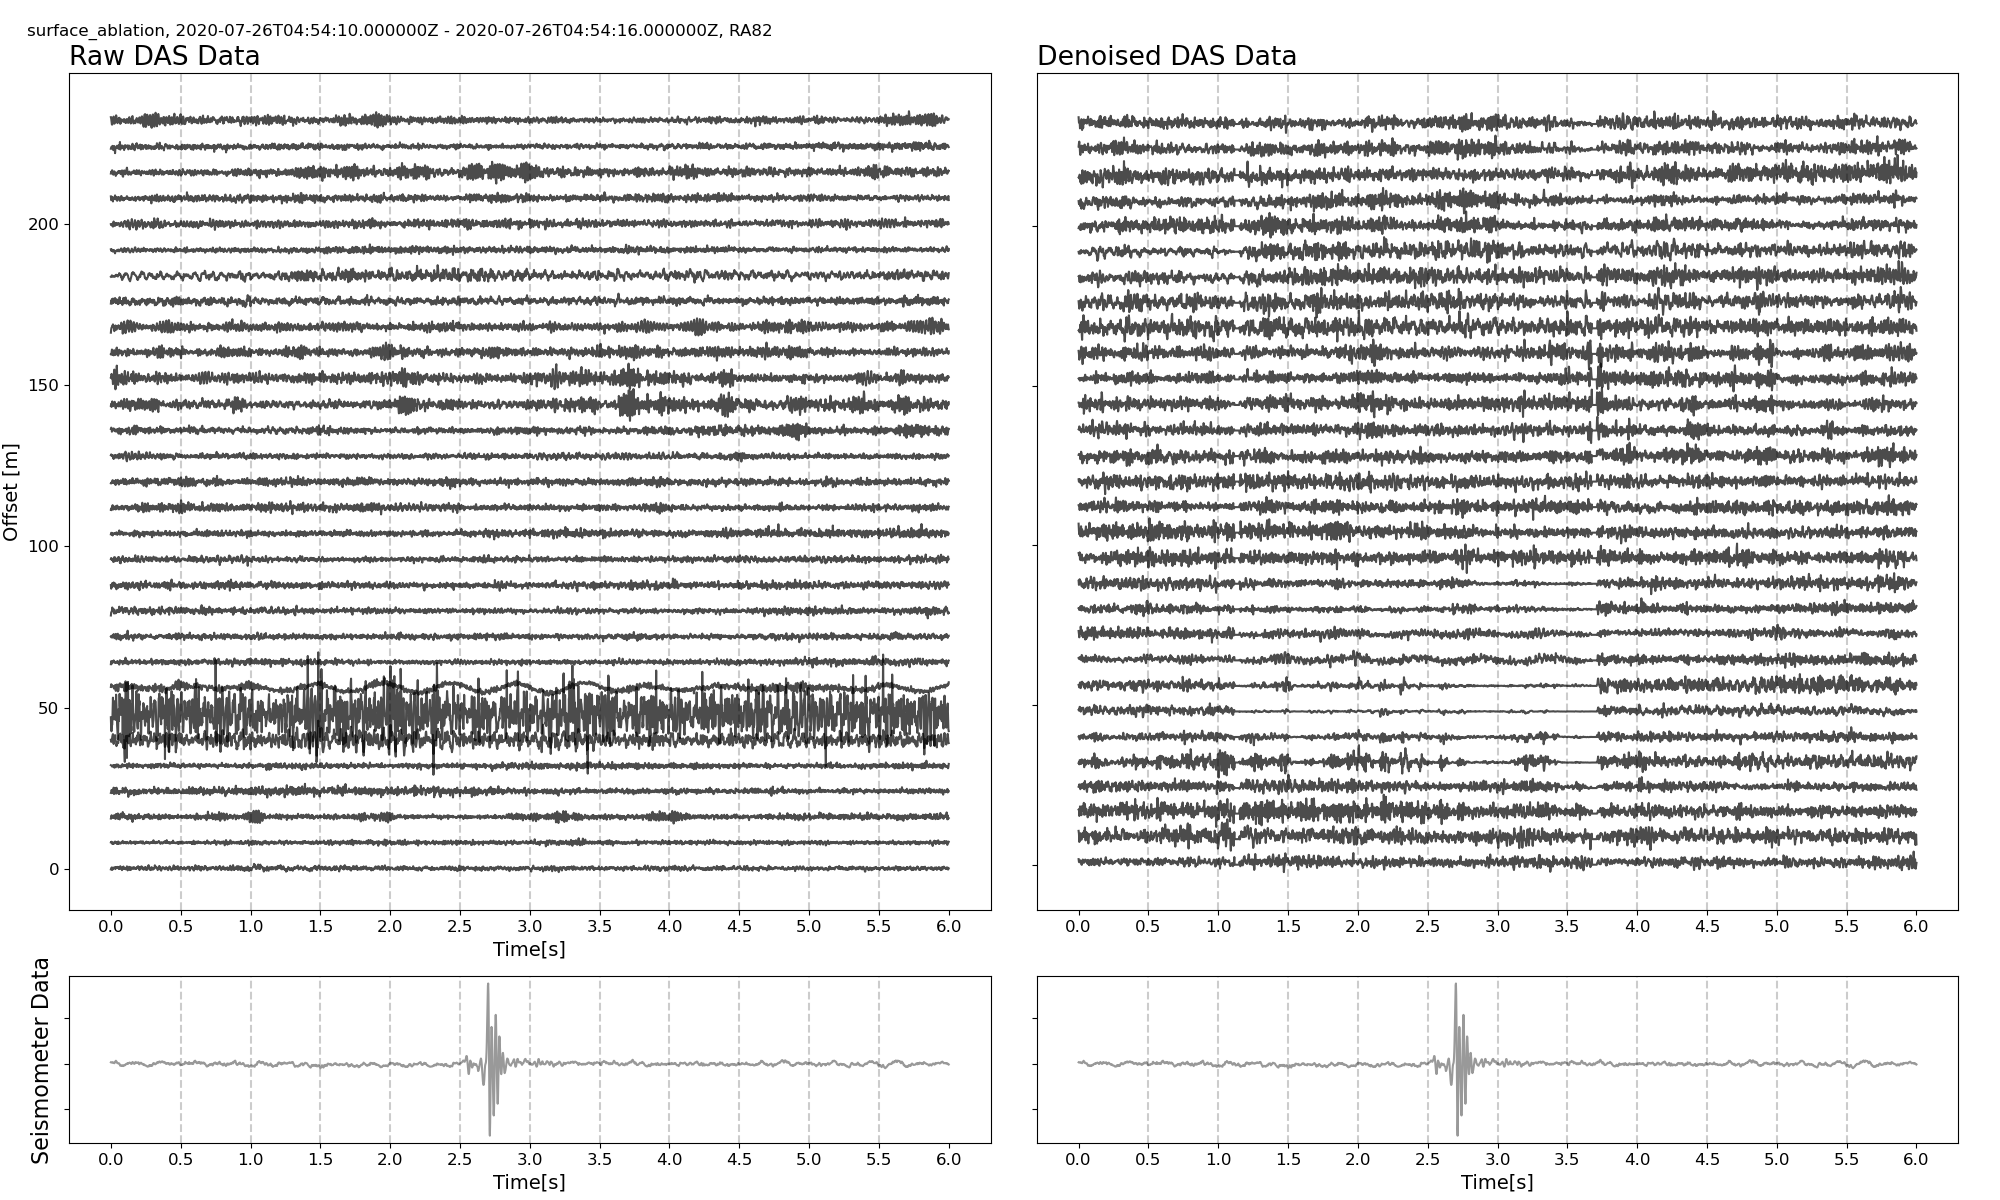 surface_ablation, 2020-07-26T04:54:10.000000Z - 2020-07-26T04:54:16.000000Z, RA82
Raw DAS Data
Denoised DAS Data
Offset [m]
200
150
100
50
0
0.0 0.5 1.0 1.5 2.0 2.5 3.0 3.5 4.0 4.5 5.0 5.5 6.0
Time[s]
0.0 0.5 1.0 1.5 2.0 2.5 3.0 3.5 4.0 4.5 5.0 5.5 6.0
Seismometer Data
0.0 0.5 1.0 1.5 2.0 2.5 3.0 3.5 4.0 4.5 5.0 5.5 6.0
Time[s]
0.0 0.5 1.0 1.5 2.0 2.5 3.0 3.5 4.0 4.5 5.0 5.5 6.0
Time[s]